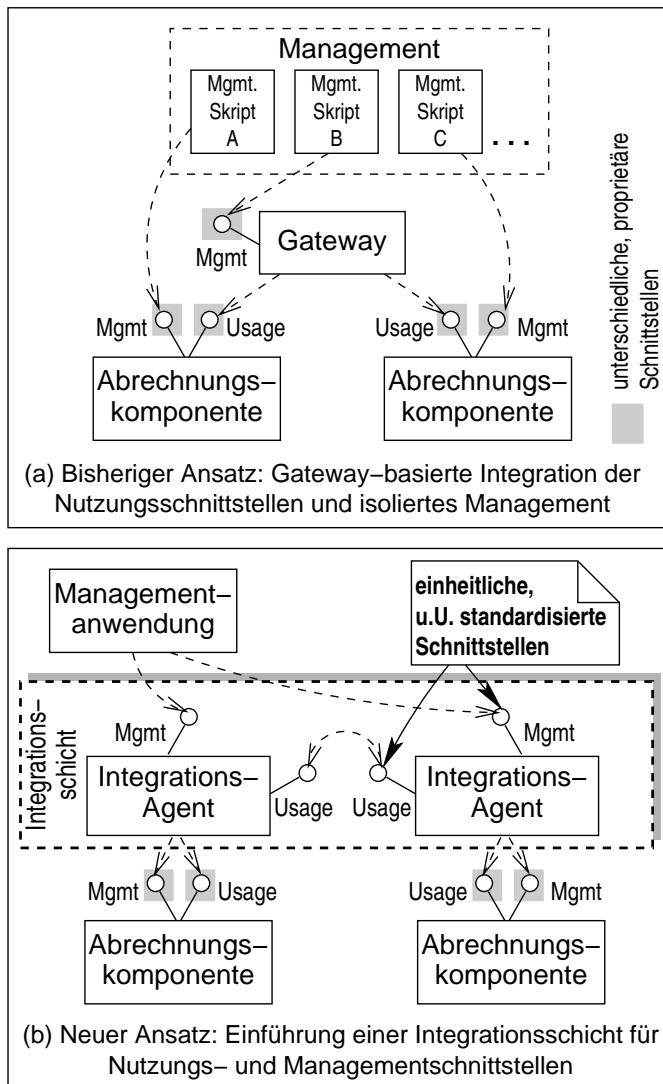 Management
Mgmt.
Skript
A
Mgmt.
Skript
B
Mgmt.
Skript
C
...
Mgmt
Gateway
Mgmt
Usage
Usage
Mgmt
Abrechnungs–
komponente
Abrechnungs–
komponente
unterschiedliche, proprietäre
Schnittstellen
(a) Bisheriger Ansatz: Gateway–basierte Integration der
Nutzungsschnittstellen und isoliertes Management
Management–
anwendung
einheitliche,
u.U. standardisierte
Schnittstellen
Integrations–
schicht
Mgmt
Mgmt
Integrations–
Agent
Usage
Usage
Integrations–
Agent
Mgmt
Usage
Usage
Mgmt
Abrechnungs–
komponente
Abrechnungs–
komponente
(b) Neuer Ansatz: Einführung einer Integrationsschicht für
Nutzungs– und Managementschnittstellen